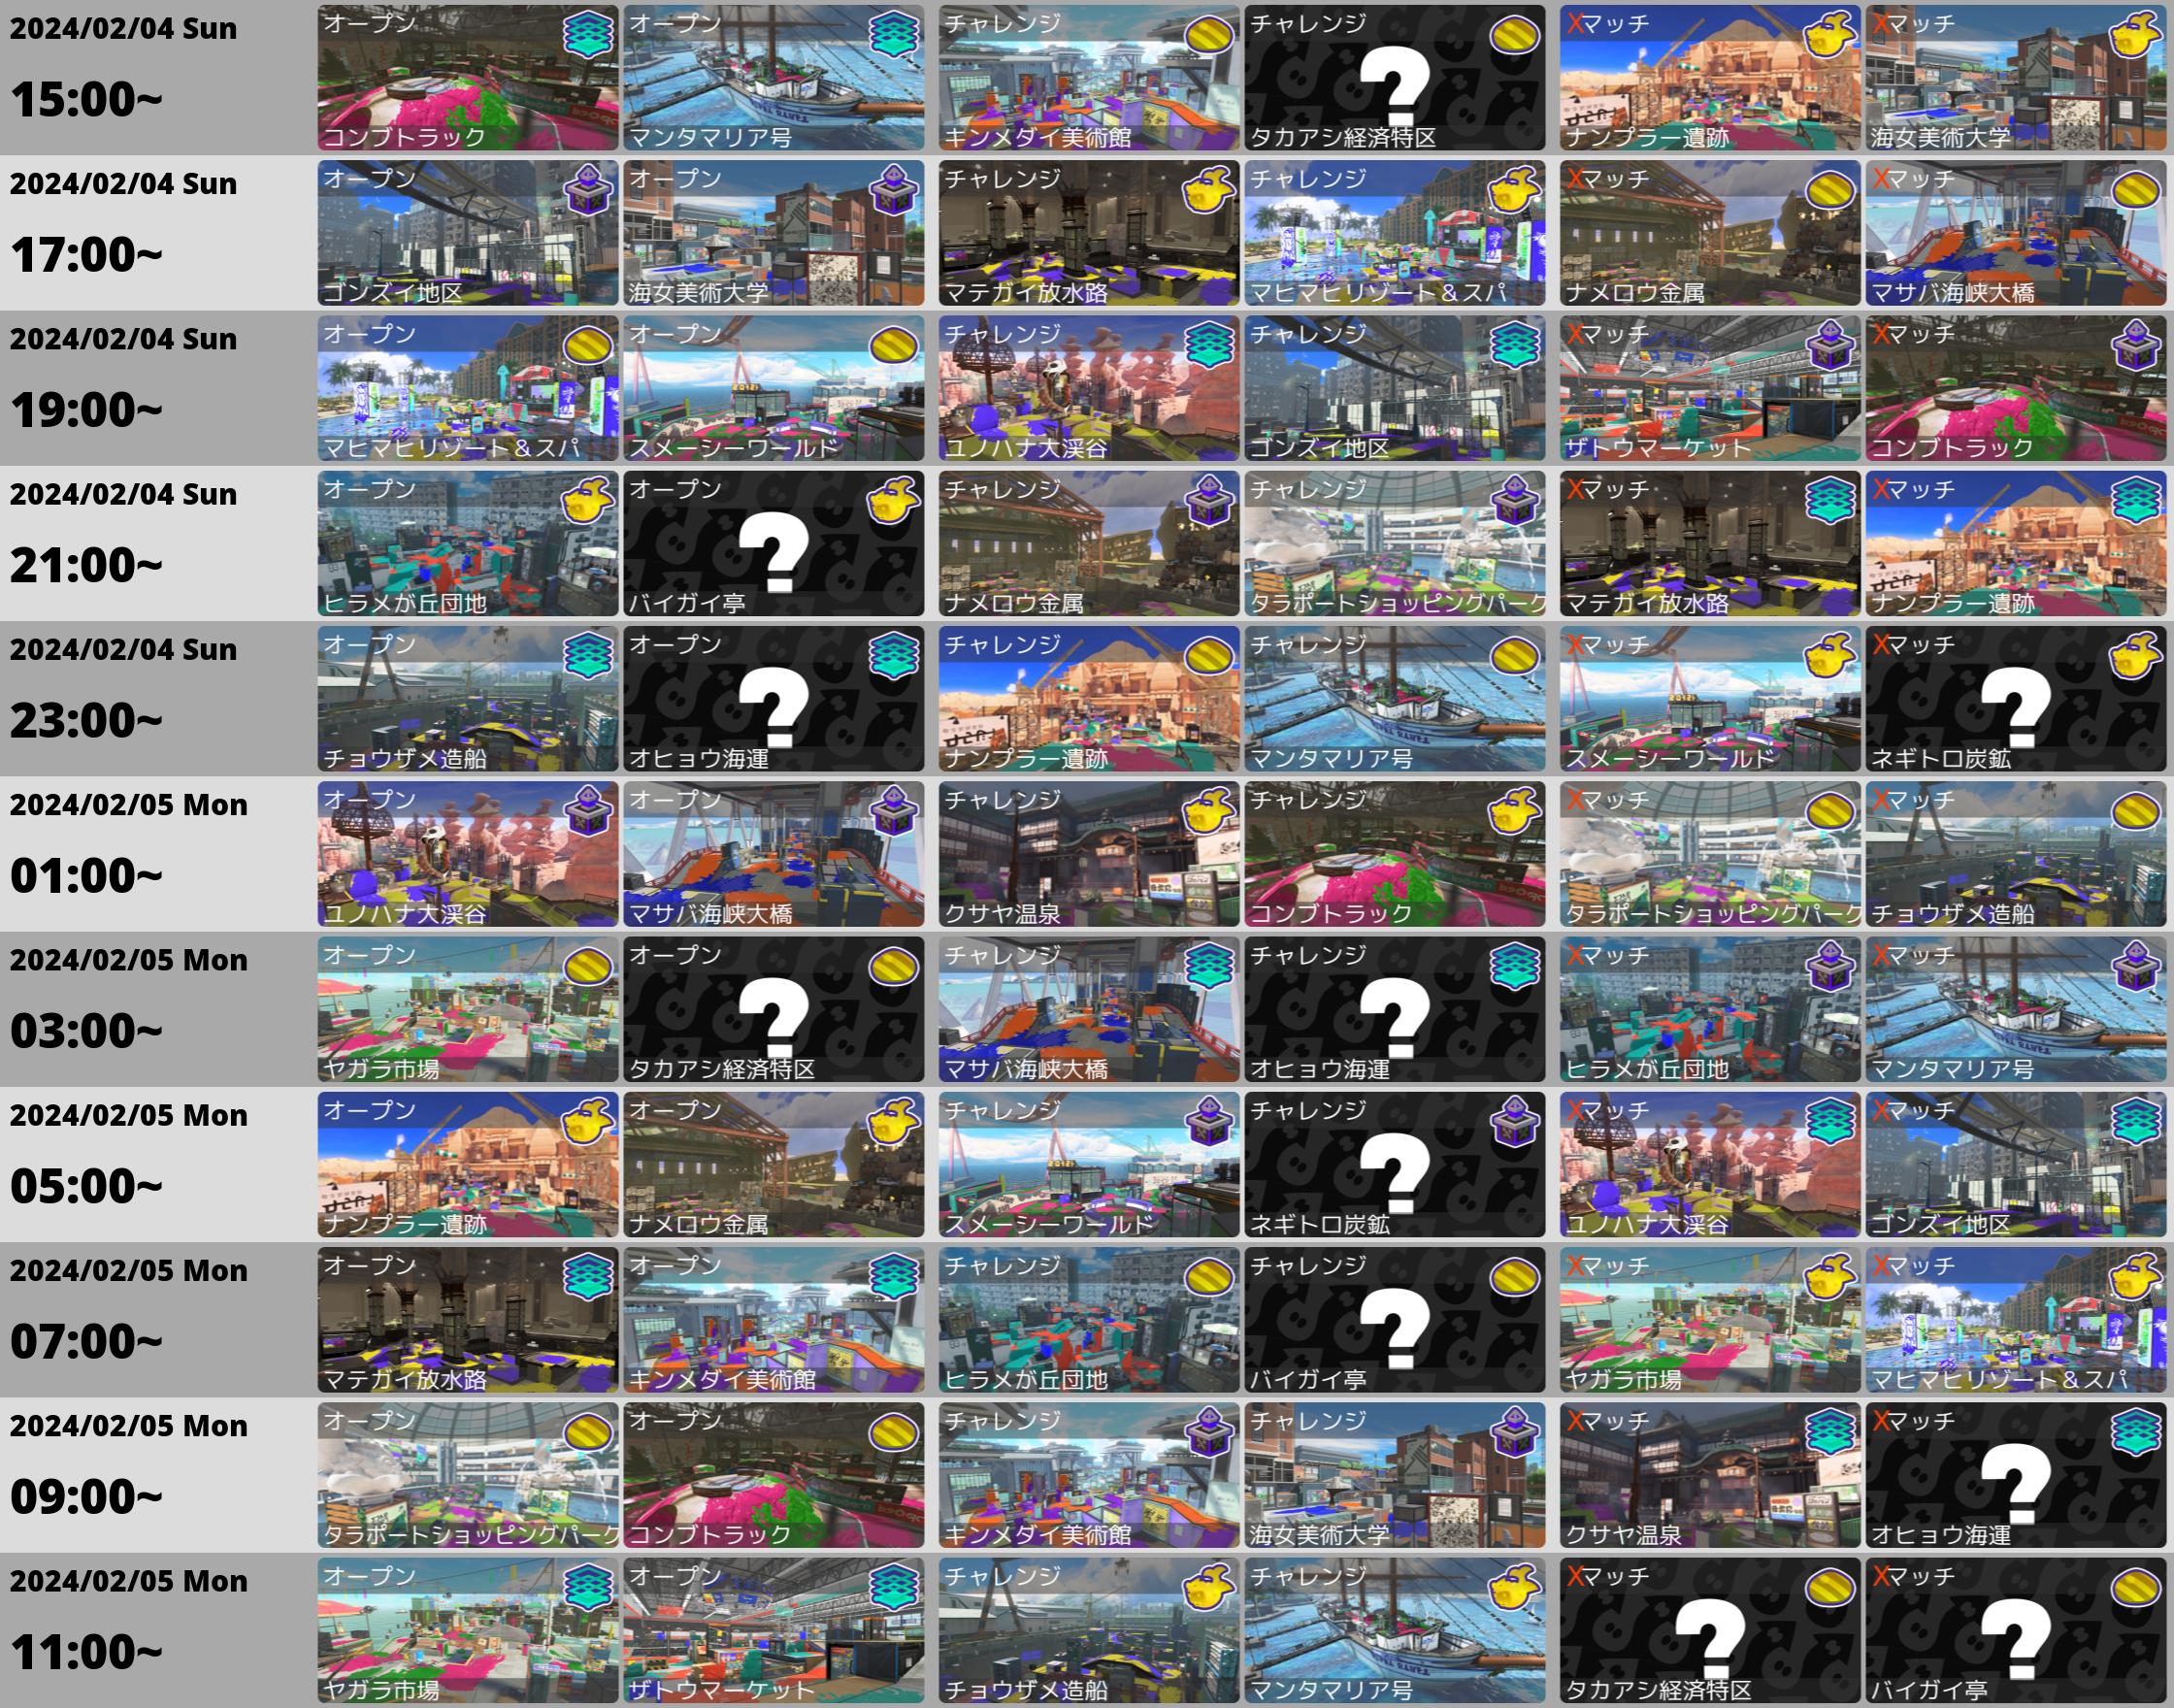 2024/02/04 Sun
15:00~
オープン
コンブトラック
オープン
マンタマリア号
チャレンジ
キンメダイ美術館
チャレンジ
?
タカアシ経済特区
Xマッチ
ナンプラー遺跡
Xマッチ
海女美術大学
2024/02/04 Sun
17:00~
オープン
ゴンズイ地区
オープン
海女美術大学
チャレンジ
マテガイ放水路
チャレンジ
マヒマヒリゾート&スパ
Xマッチ
ナメロウ金属
Xマッチ
マサバ海峡大橋
2024/02/04 Sun
19:00~
オープン
マヒマヒリゾート&スパ
オープン
スメーシーワールド
チャレンジ
ユノハナ大渓谷
チャレンジ
ゴンズイ地区
Xマッチ
ザトウマーケット
Xマッチ
コンブトラック
2024/02/04 Sun
21:00~
オープン
ヒラメが丘団地
オープン
?
バイガイ亭
チャレンジ
ナメロウ金属
チャレンジ
タラポートショッピングパーク
Xマッチ
マテガイ放水路
Xマッチ
ナンプラー遺跡
2024/02/04 Sun
23:00~
オープン
チョウザメ造船
オープン
?
オヒョウ海運
チャレンジ
ナンプラー遺跡
チャレンジ
マンタマリア号
Xマッチ
スメーシーワールド
Xマッチ
?
ネギトロ炭鉱
2024/02/05 Mon
01:00~
オープン
ユノハナ大渓谷
オープン
マサバ海峡大橋
チャレンジ
クサヤ温泉
チャレンジ
コンブトラック
Xマッチ
タラポートショッピングパーク
Xマッチ
チョウザメ造船
2024/02/05 Mon
03:00~
オープン
ヤガラ市場
オープン
?
タカアシ経済特区
チャレンジ
マサバ海峡大橋
チャレンジ
?
オヒョウ海運
Xマッチ
ヒラメが丘団地
Xマッチ
マンタマリア号
2024/02/05 Mon
05:00~
オープン
ナンプラー遺跡
オープン
ナメロウ金属
チャレンジ
スメーシーワールド
チャレンジ
?
ネギトロ炭鉱
Xマッチ
ユノハナ大渓谷
Xマッチ
ゴンズイ地区
2024/02/05 Mon
07:00~
オープン
マテガイ放水路
オープン
キンメダイ美術館
チャレンジ
ヒラメが丘団地
チャレンジ
?
バイガイ亭
Xマッチ
ヤガラ市場
Xマッチ
マヒマヒリゾート&スパ
2024/02/05 Mon
09:00~
オープン
タラポートショッピングパーク
オープン
コンブトラック
チャレンジ
キンメダイ美術館
チャレンジ
海女美術大学
Xマッチ
クサヤ温泉
Xマッチ
?
オヒョウ海運
2024/02/05 Mon
11:00~
オープン
ヤガラ市場
オープン
ザトウマーケット
チャレンジ
チョウザメ造船
チャレンジ
マンタマリア号
Xマッチ
?
タカアシ経済特区
Xマッチ
?
バイガイ亭